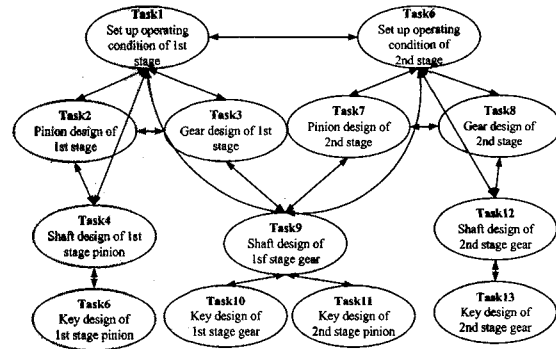 Task1
Set up operating
condition of 1st
stage
Task6
Set up operating
condition of
2nd stage
Task2
Pinion design of
1st stage
Task3
Gear design of 1st
stage
Task7
Pinion design of
2nd stage
Task8
Gear design of
2nd stage
Task4
Shaft design of 1st
stage pinion
Task9
Shaft design of
1sf stage gear
Task12
Shaft design of
2nd stage gear
Task6
Key design of
1st stage pinion
Task10
Key design of
1st stage gear
Task11
Key design of
2nd stage pinion
Task13
Key design of
2nd stage gear